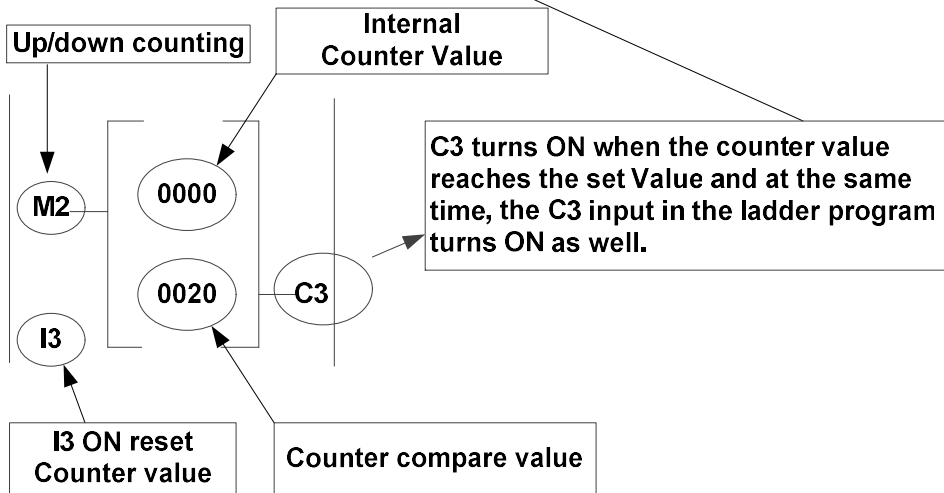 Up/down counting
Internal
Counter Value
M2
0000
C3 turns ON when the counter value
reaches the set Value and at the same
time, the C3 input in the ladder program
turns ON as well.
0020
C3
I3
I3 ON reset
Counter value
Counter compare value